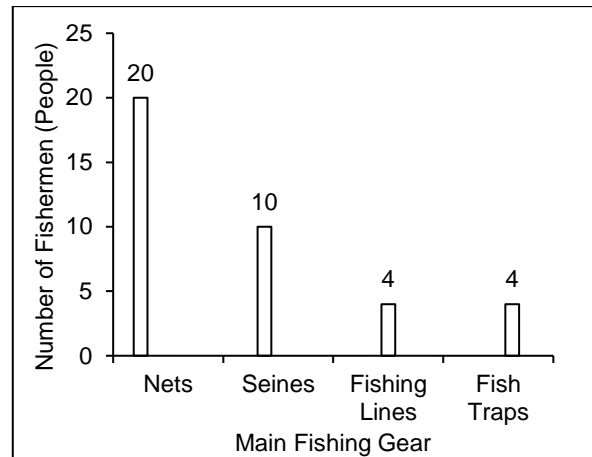 Number of Fishermen (People)
25
20
15
10
5
0
20
10
4
4
Nets
Seines
Fishing
Lines
Fish
Traps
Main Fishing Gear